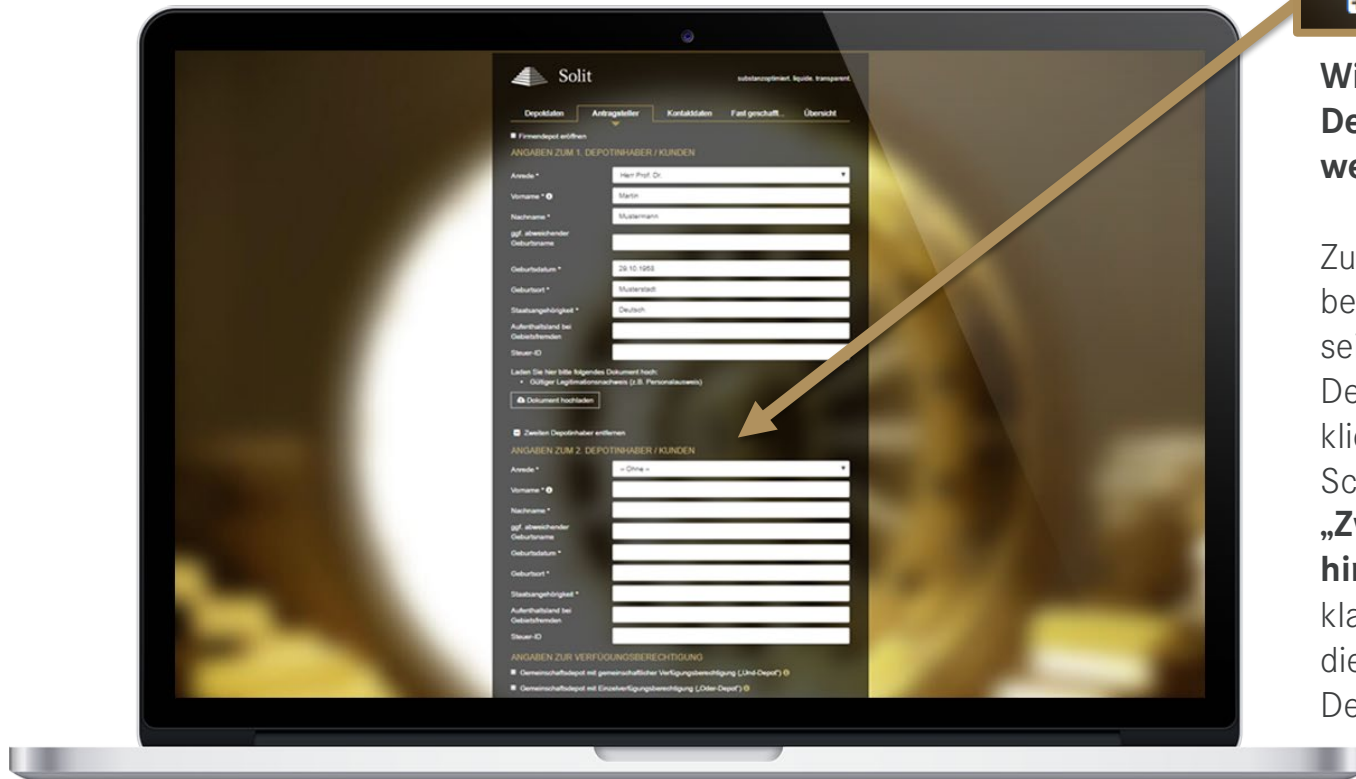 Solit
substanzoptimiert. liquide. transparent.
Depotdaten Antragsteller Kontaktdaten Fast geschafft... Übersicht
Firmendepot eröffnen
ANGABEN ZUM 1. DEPOTINHABER / KUNDEN
Anrede * Herr Prof. Dr.
Vorname * Martin
Nachname * Mustermann
ggf. abweichender
Geburtsname
Geburtsdatum * 29.10.1958
Geburtsort * Musterstadt
Staatsangehörigkeit * Deutsch
Aufenthaltsland bei
Gebietsfremden
Steuer-ID
Laden Sie hier bitte folgendes Dokument hoch:
• Gültiger Legitimationsnachweis (z.B. Personalausweis)
Dokument hochladen
Zweiten Depotinhaber entfernen
ANGABEN ZUM 2. DEPOTINHABER / KUNDEN
Anrede * – Ohne –
Vorname *
Nachname *
ggf. abweichender
Geburtsname
Geburtsdatum *
Geburtsort *
Staatsangehörigkeit *
Aufenthaltsland bei
Gebietsfremden
Steuer-ID
ANGABEN ZUR VERFÜGUNGSBERECHTIGUNG
Gemeinschaftsdepot mit gemeinschaftlicher Verfügungsberechtigung („Und-Depot")
Gemeinschaftsdepot mit Einzelverfügungsberechtigung („Oder-Depot")
Wi
De
we
Zu
be
sei
De
klic
Sc
„Zw
hin
kla
die
De